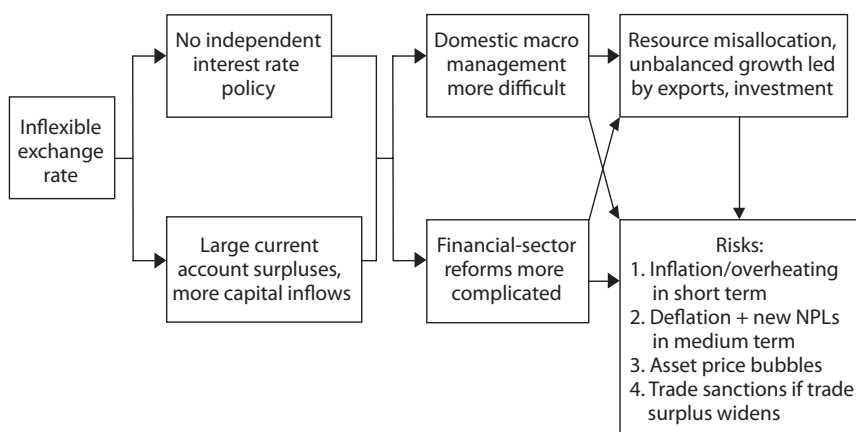 Inflexible
exchange
rate
No independent
interest rate
policy
Large current
account surpluses,
more capital inflows
Domestic macro
management
more difficult
Financial-sector
reforms more
complicated
Resource misallocation,
unbalanced growth led
by exports, investment
Risks:
1. Inflation/overheating
in short term
2. Deflation + new NPLs
in medium term
3. Asset price bubbles
4. Trade sanctions if trade
surplus widens